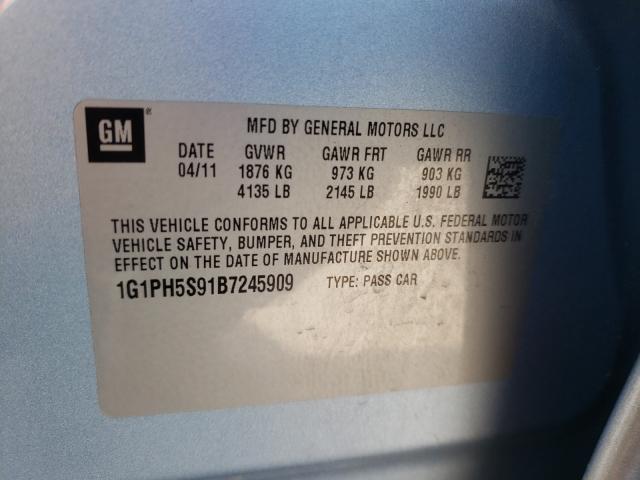 GM ®
MFD BY GENERAL MOTORS LLC
DATE GVWR GAWR FRT GAWR RR
04/11 1876 KG 973 KG 903 KG
4135 LB 2145 LB 1990 LB
THIS VEHICLE CONFORMS TO ALL APPLICABLE U.S. FEDERAL MOTOR
VEHICLE SAFETY, BUMPER, AND THEFT PREVENTION STANDARDS IN
EFFECT ON THE DATE OF MANUFACTURE SHOWN ABOVE.
1G1PH5S91B7245909 TYPE: PASS CAR